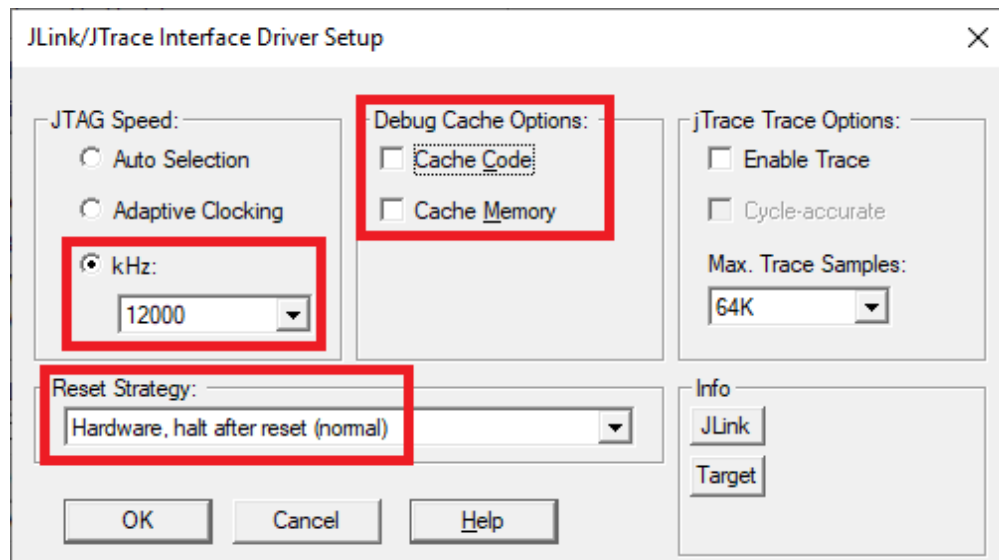 JLink/JTrace Interface Driver Setup
JTAG Speed:
Auto Selection
Adaptive Clocking
kHz:
12000
Debug Cache Options:
Cache Code
Cache Memory
jTrace Trace Options:
Enable Trace
Cycle-accurate
Max. Trace Samples:
64K
Reset Strategy:
Hardware, halt after reset (normal)
Info
JLink
Target
OK
Cancel
Help